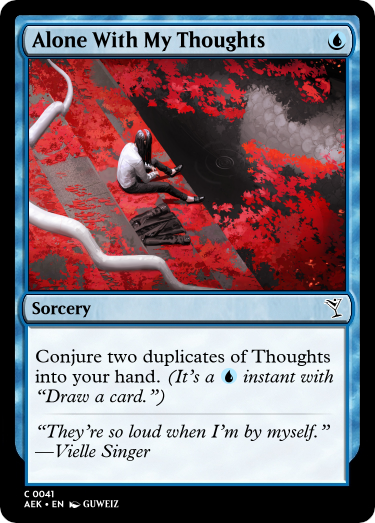 Alone With My Thoughts
Sorcery
Conjure two duplicates of Thoughts
into your hand. (It's a instant with
“Draw a card.”)
“They're so loud when I'm by myself.”
—Vielle Singer
C 0041
AEK • EN GUWEIZ